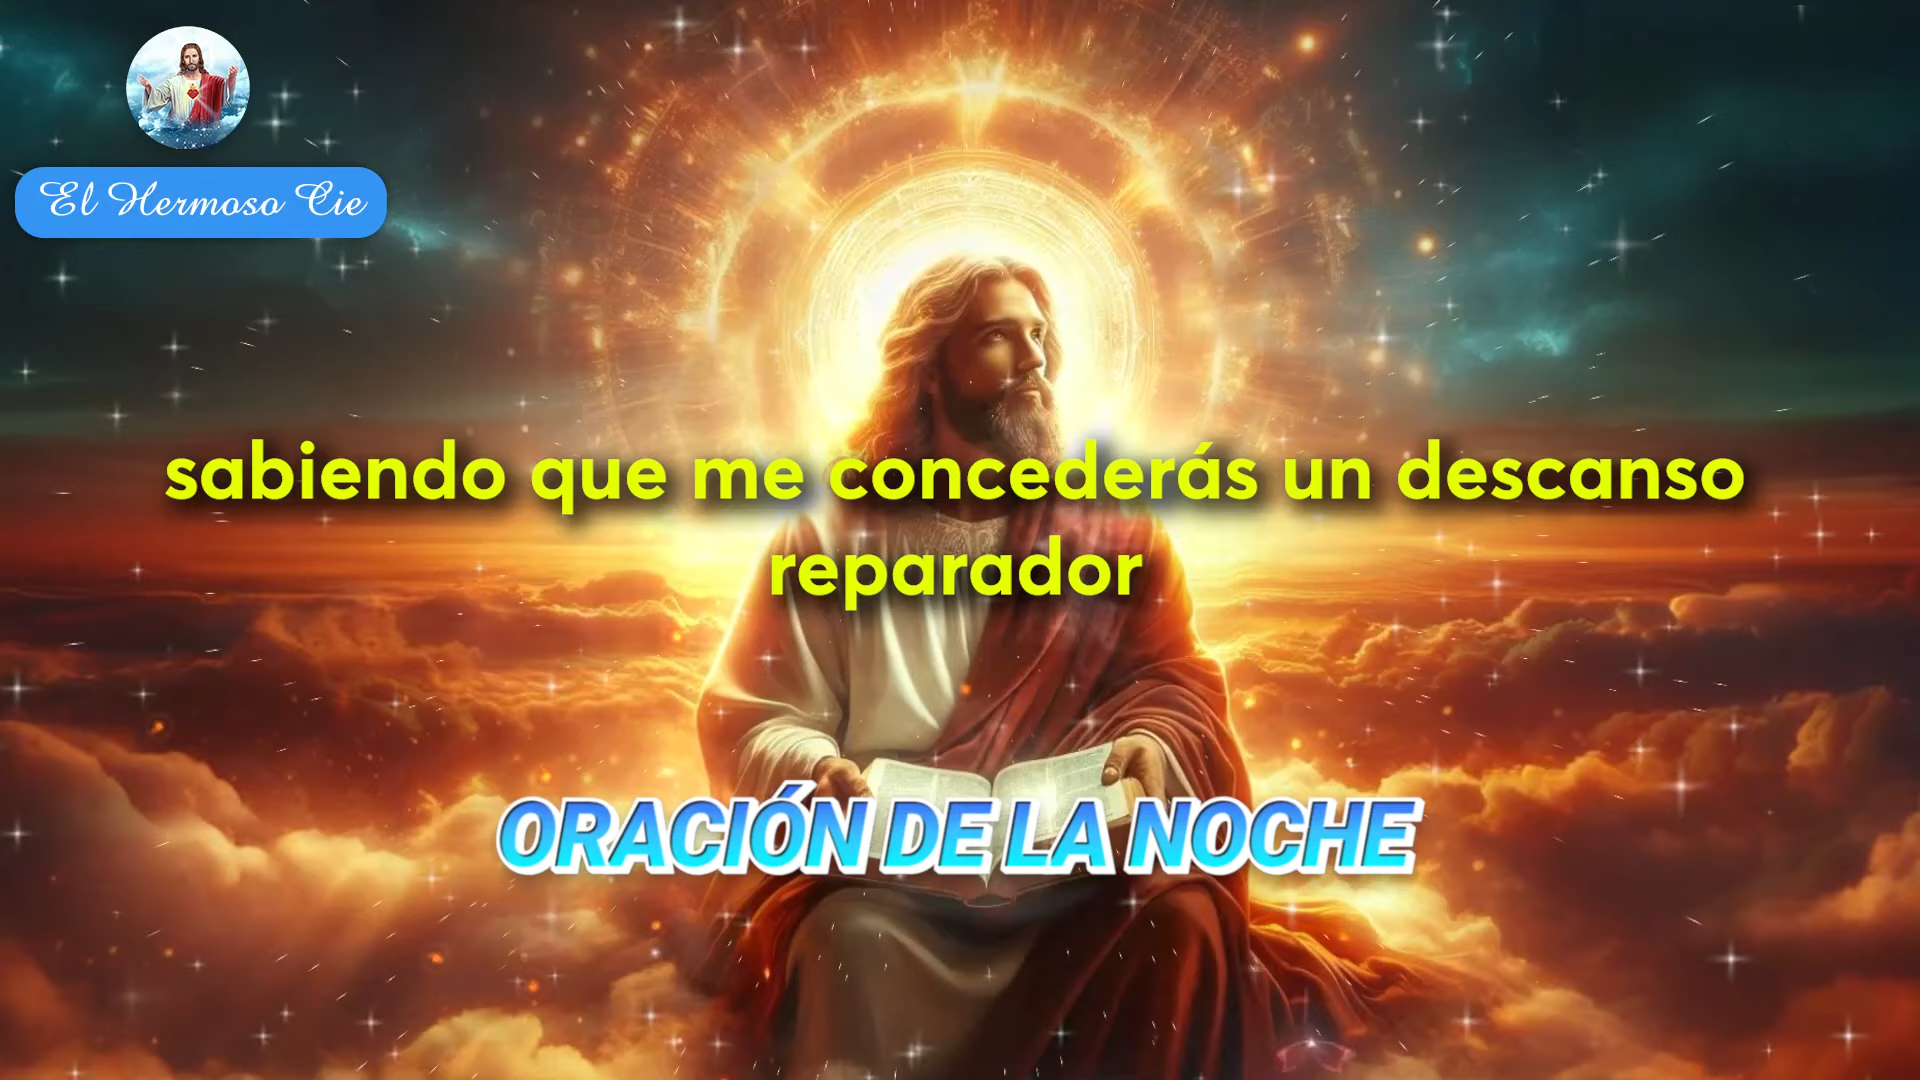 El Hermoso Cie
sabiendo que me concederás un descanso
reparador
ORACIÓN DE LA NOCHE